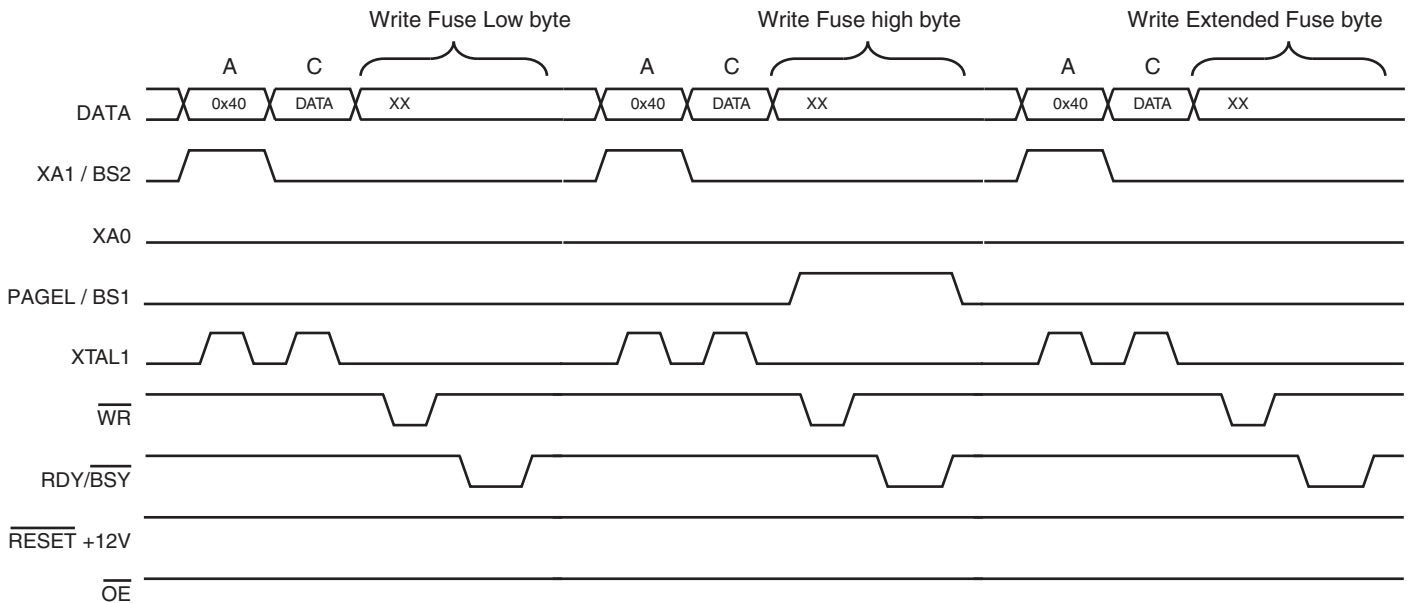 Write Fuse Low byte Write Fuse high byte Write Extended Fuse byte
A C A C A C
DATA 0x40 DATA XX 0x40 DATA XX 0x40 DATA XX
XA1 / BS2
XA0
PAGEL / BS1
XTAL1
WR
RDY/BSY
RESET +12V
OE